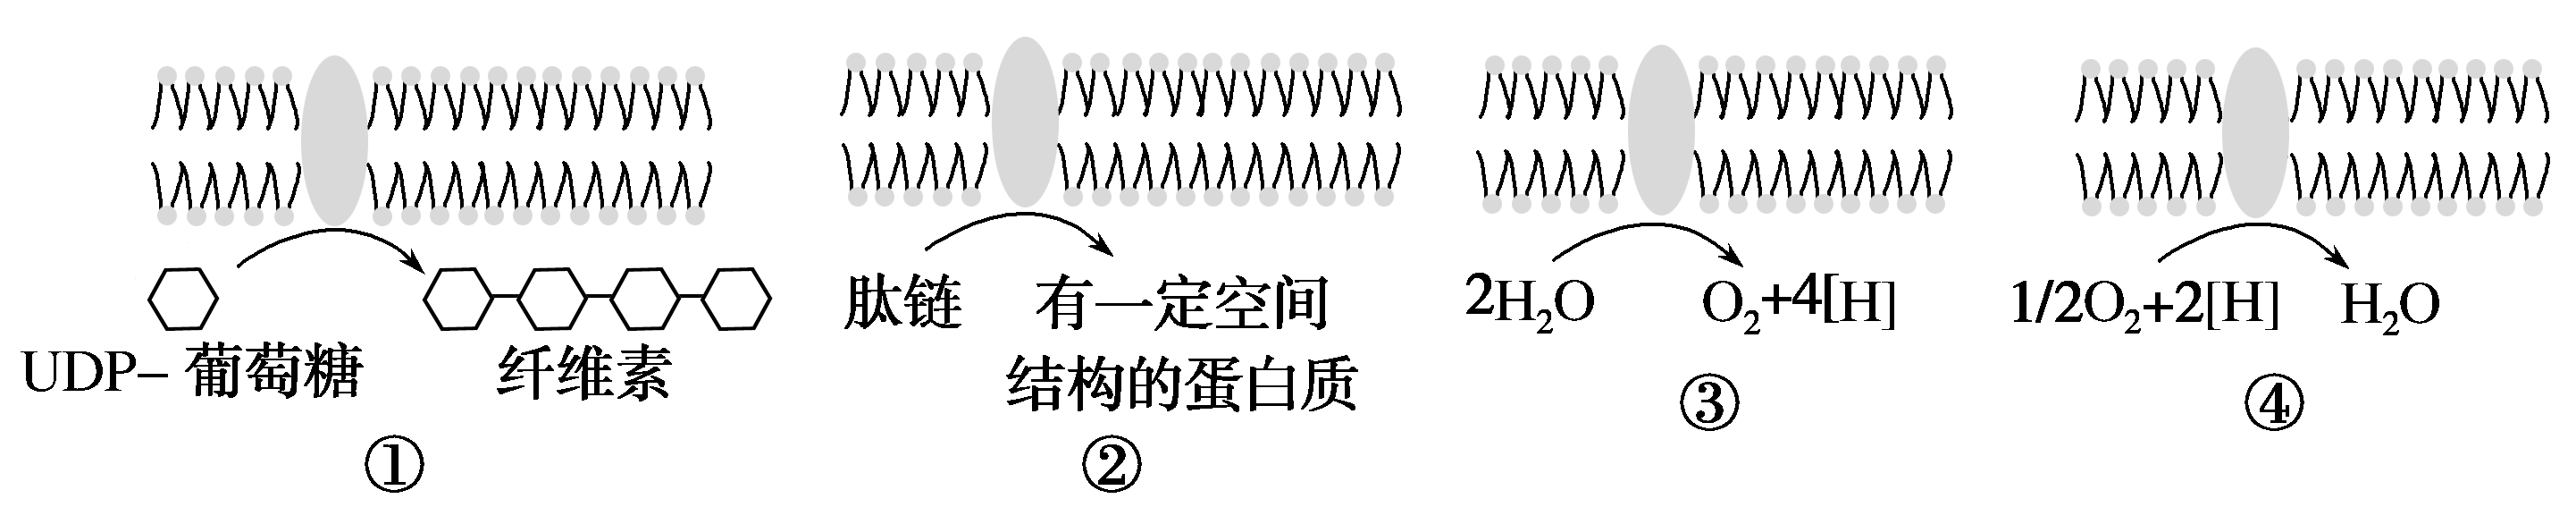 UDP–葡萄糖
纤维素
①
肽链
有一定空间
结构的蛋白质
②
2H₂O
O₂+4[H]
③
1/2O₂+2[H]
H₂O
④